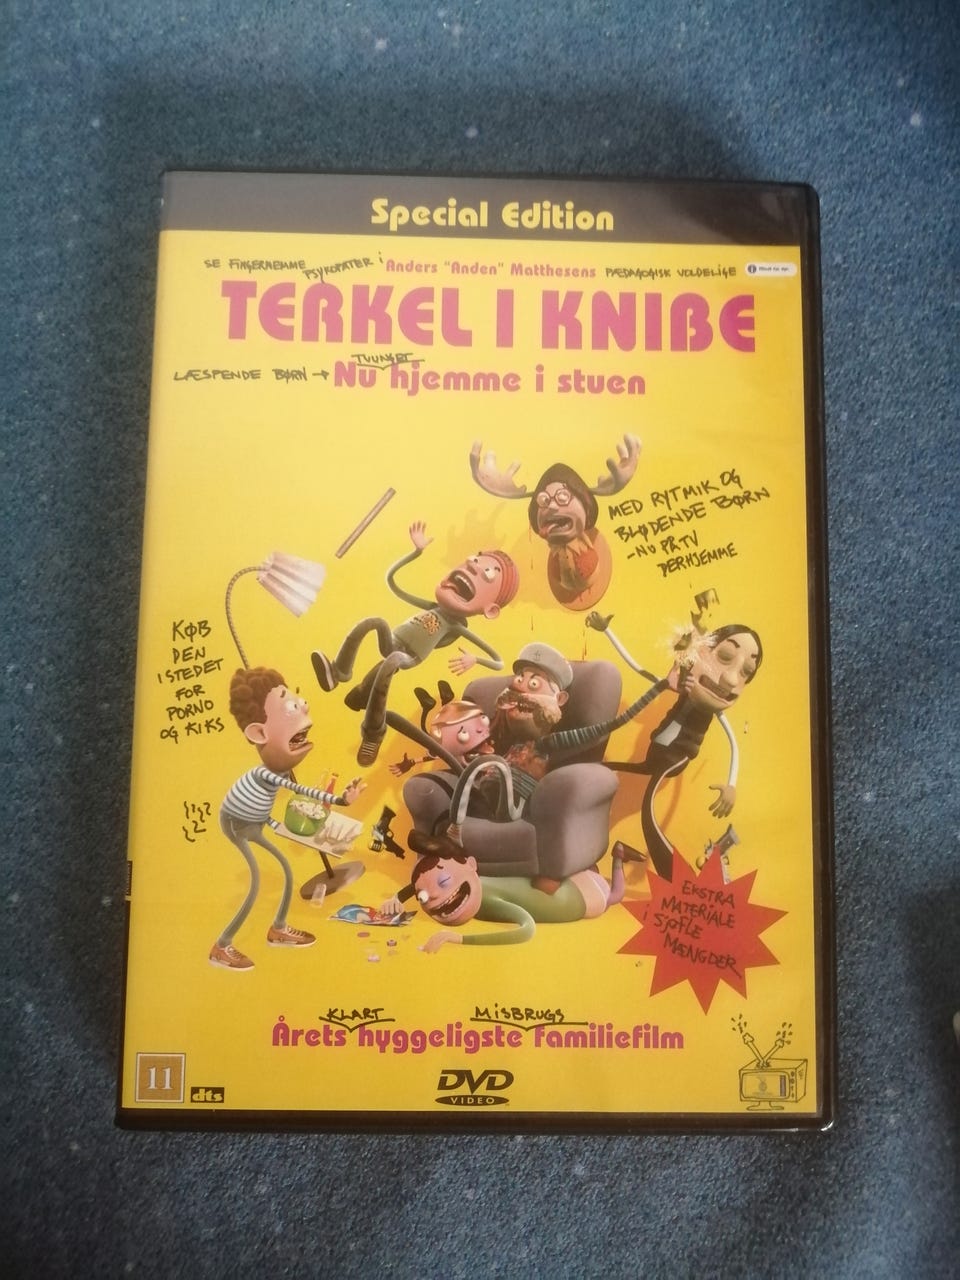 Special Edition
SE FINGERNEMME PSYKOPATER i Anders "Anden" Matthesens PÆDAGOGISK VOLDELIGE
TERKEL I KNIBE
TVUNGET
LÆSPENDE BØRN → Nu hjemme i stuen
MED RYTMIK OG
BLØDENDE BØRN
-NU PÅ TV
DERHJEMME
KØB
DEN
ISTEDET
FOR
PORNO
OG KIKS
EKSTRA
MATERIALE
i SJOFLE
MÆNGDER
KLART MISBRUGS
Årets hyggeligste familiefilm
11
dts
DVD
VIDEO